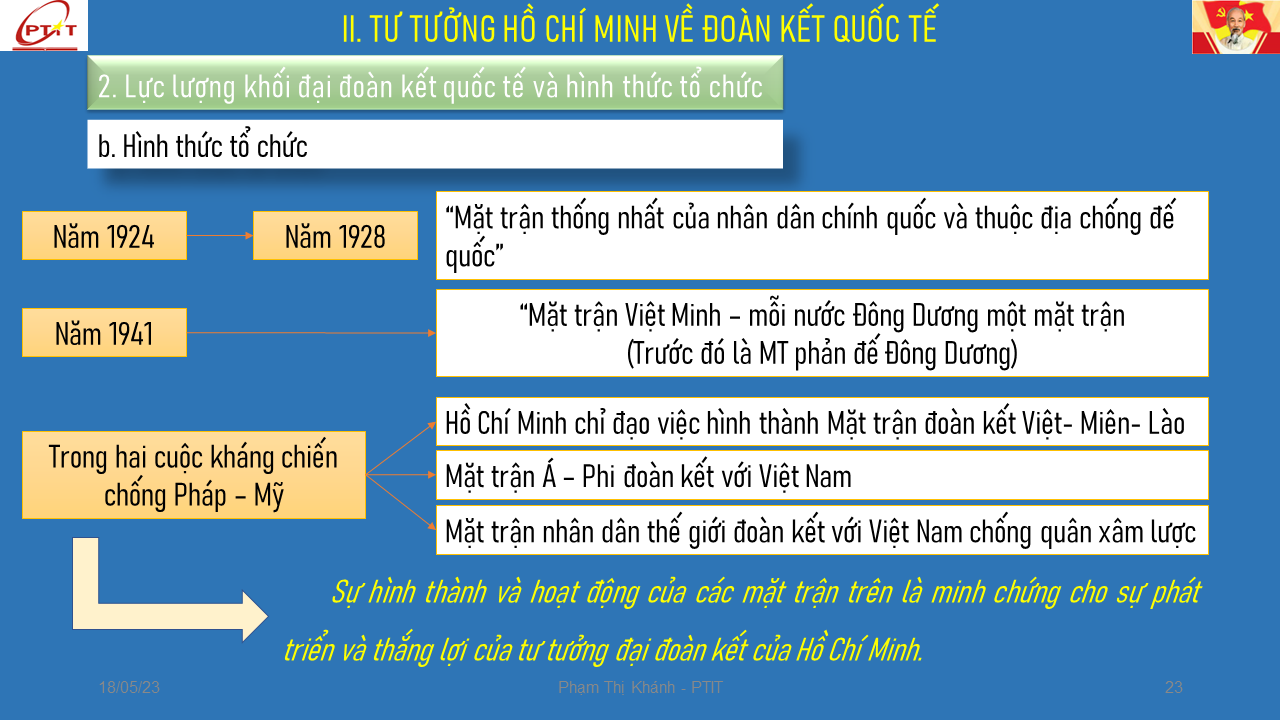 PTIT
II. TƯ TƯỞNG HỒ CHÍ MINH VỀ ĐOÀN KẾT QUỐC TẾ
2. Lực lượng khối đại đoàn kết quốc tế và hình thức tổ chức
b. Hình thức tổ chức
Năm 1924
Năm 1928
“Mặt trận thống nhất của nhân dân chính quốc và thuộc địa chống đế
quốc”
Năm 1941
“Mặt trận Việt Minh – mỗi nước Đông Dương một mặt trận
(Trước đó là MT phản đế Đông Dương)
Trong hai cuộc kháng chiến
chống Pháp – Mỹ
Hồ Chí Minh chỉ đạo việc hình thành Mặt trận đoàn kết Việt- Miên- Lào
Mặt trận Á – Phi đoàn kết với Việt Nam
Mặt trận nhân dân thế giới đoàn kết với Việt Nam chống quân xâm lược
Sự hình thành và hoạt động của các mặt trận trên là minh chứng cho sự phát
triển và thắng lợi của tư tưởng đại đoàn kết của Hồ Chí Minh.
18/05/23
Phạm Thị Khánh - PTIT
23